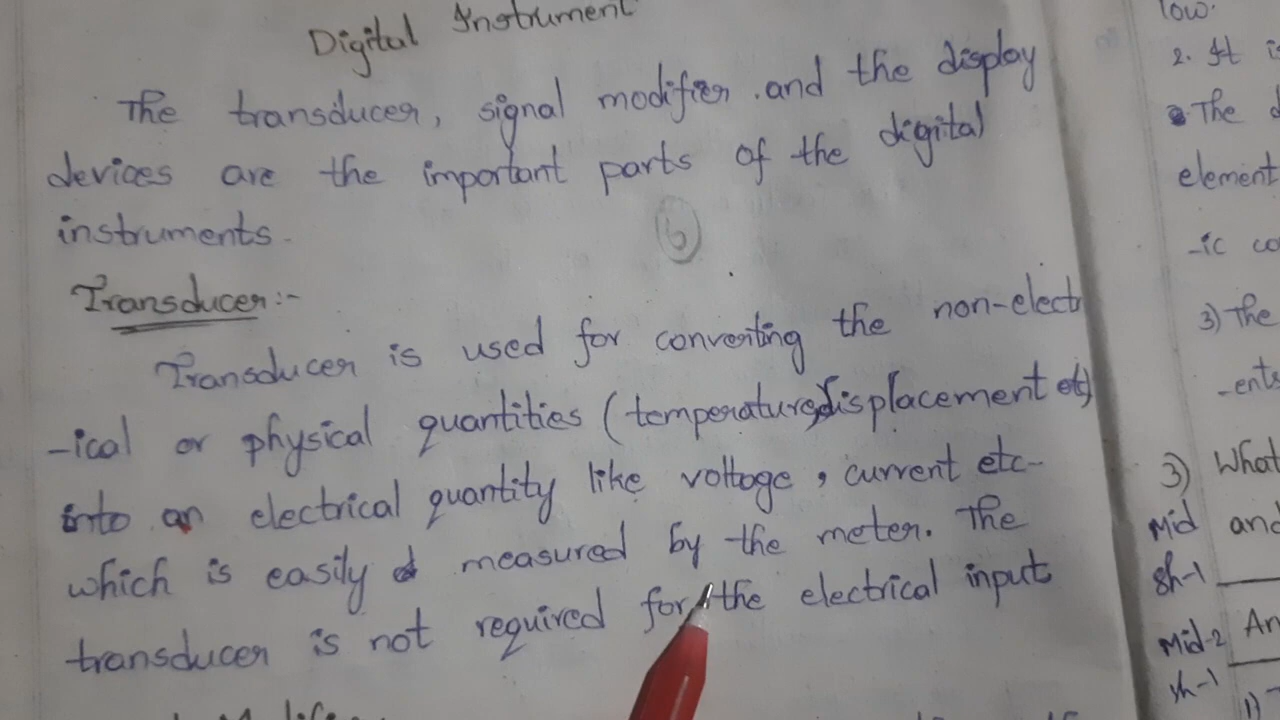 Digital Instrument
The transducer, signal modifier and the display
devices are the important parts of the digital
instruments.
6
Transducer:-
Transducer is used for converting the non-electr
-ical or physical quantities (temperature, displacement etc)
into an electrical quantity like voltage, current etc-
which is easily measured by the meter. The
transducer is not required for the electrical input
low.
2. It is
The
element
-ic co
3) The
-ents
3) What
Mid and
sh-1
Mid-2 An
sh-1
1)